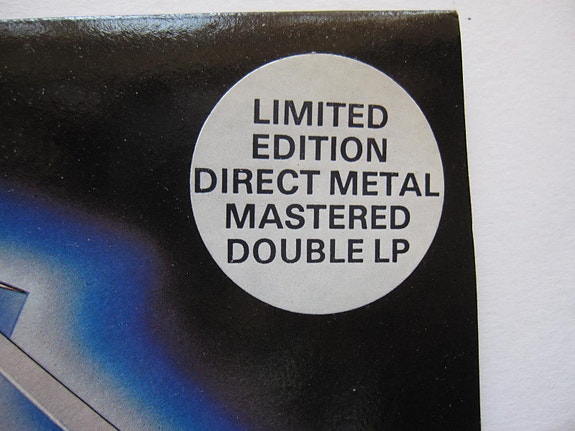 LIMITED
EDITION
DIRECT METAL
MASTERED
DOUBLE LP